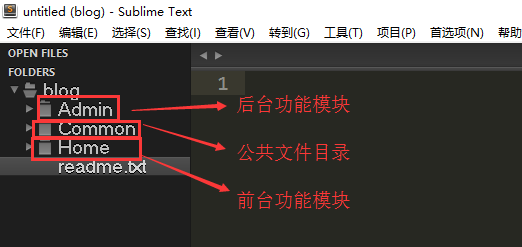 untitled (blog) - Sublime Text
文件(F) 编辑(E) 选择(S) 查找(I) 查看(V) 转到(G) 工具(T) 项目(P) 首选项(N) 帮助
OPEN FILES
FOLDERS
1
blog
Admin
后台功能模块
Common
公共文件目录
Home
readme.txt
前台功能模块